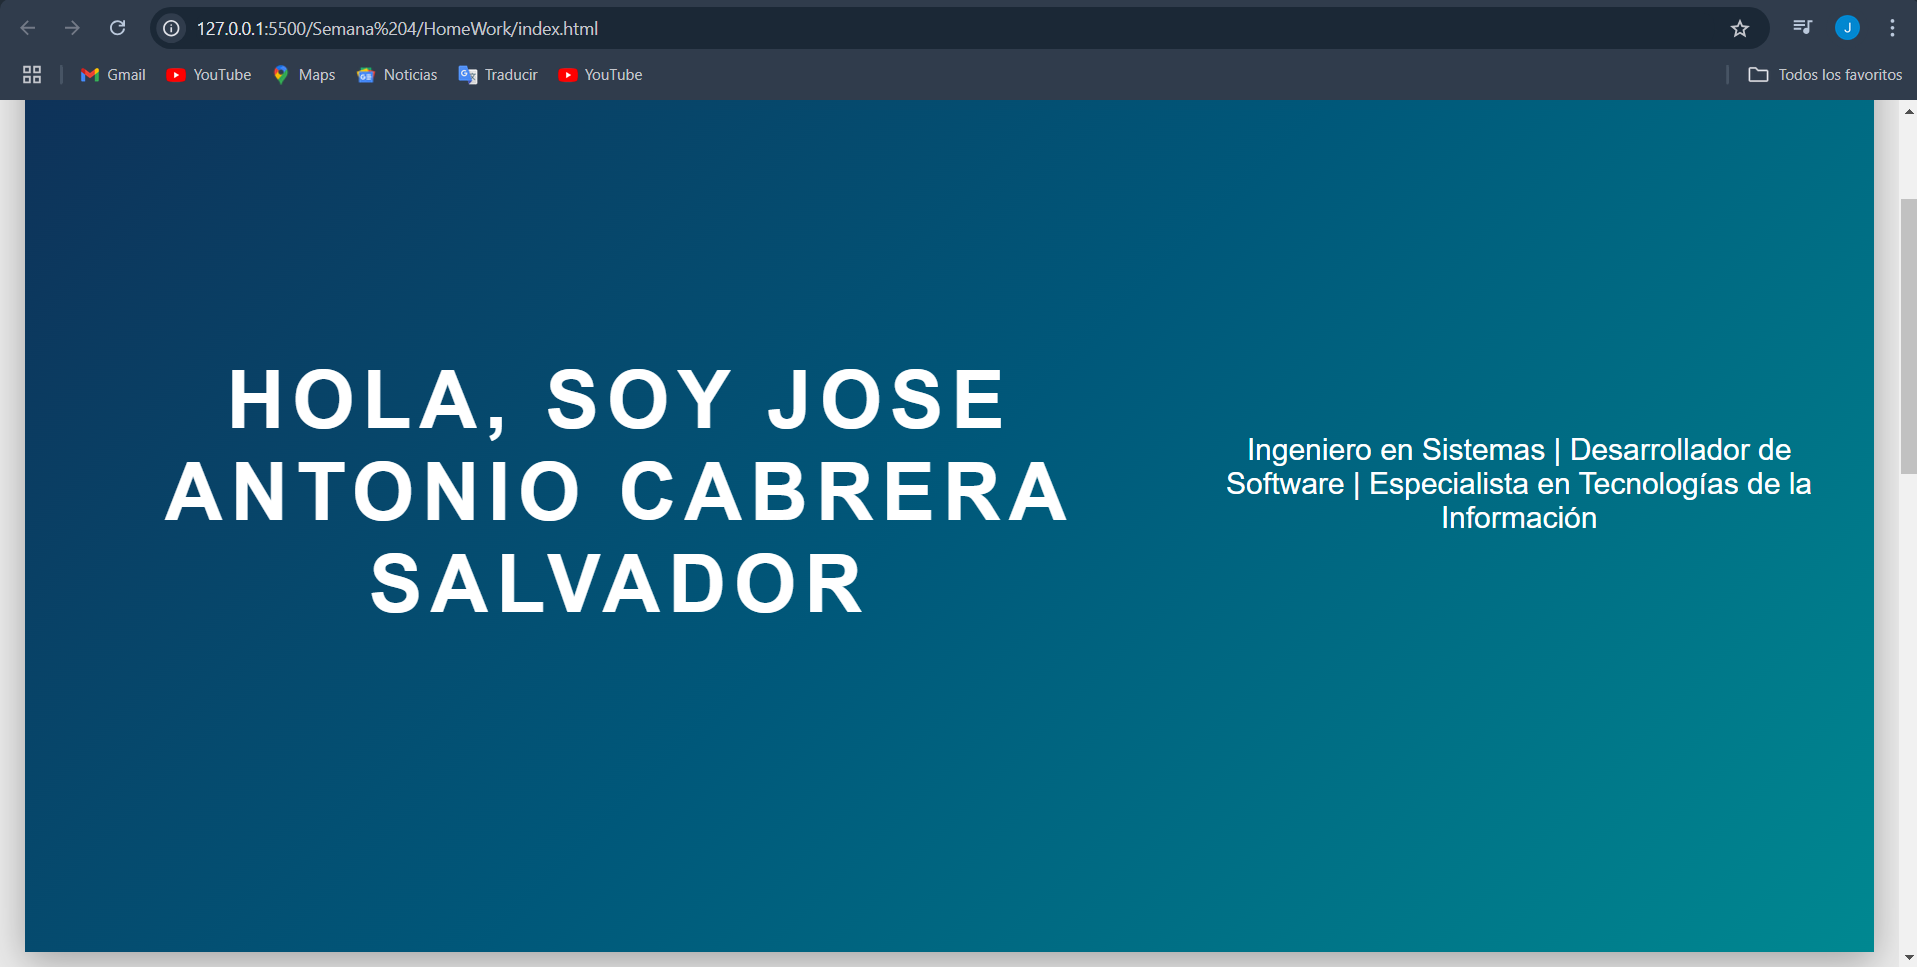 127.0.0.1:5500/Semana%204/HomeWork/index.html
J
Gmail YouTube Maps Noticias Traducir YouTube Todos los favoritos
HOLA, SOY JOSE
ANTONIO CABRERA
SALVADOR
Ingeniero en Sistemas | Desarrollador de
Software | Especialista en Tecnologías de la
Información